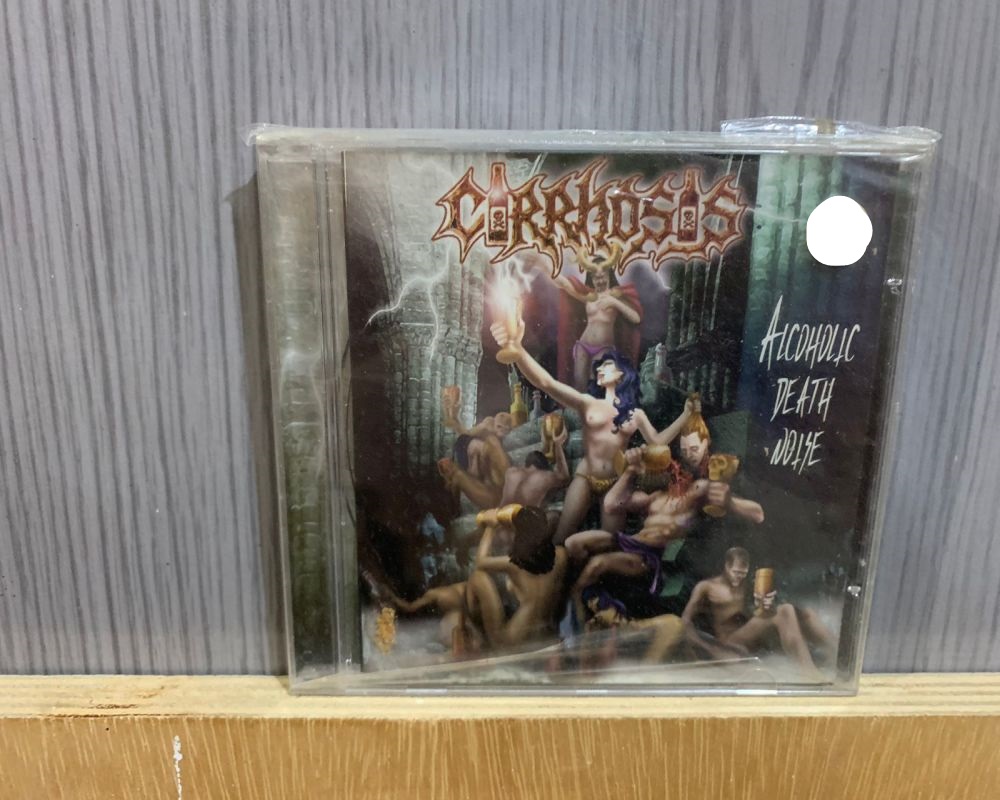 Cirrhosis
Alcoholic
Death
Noise